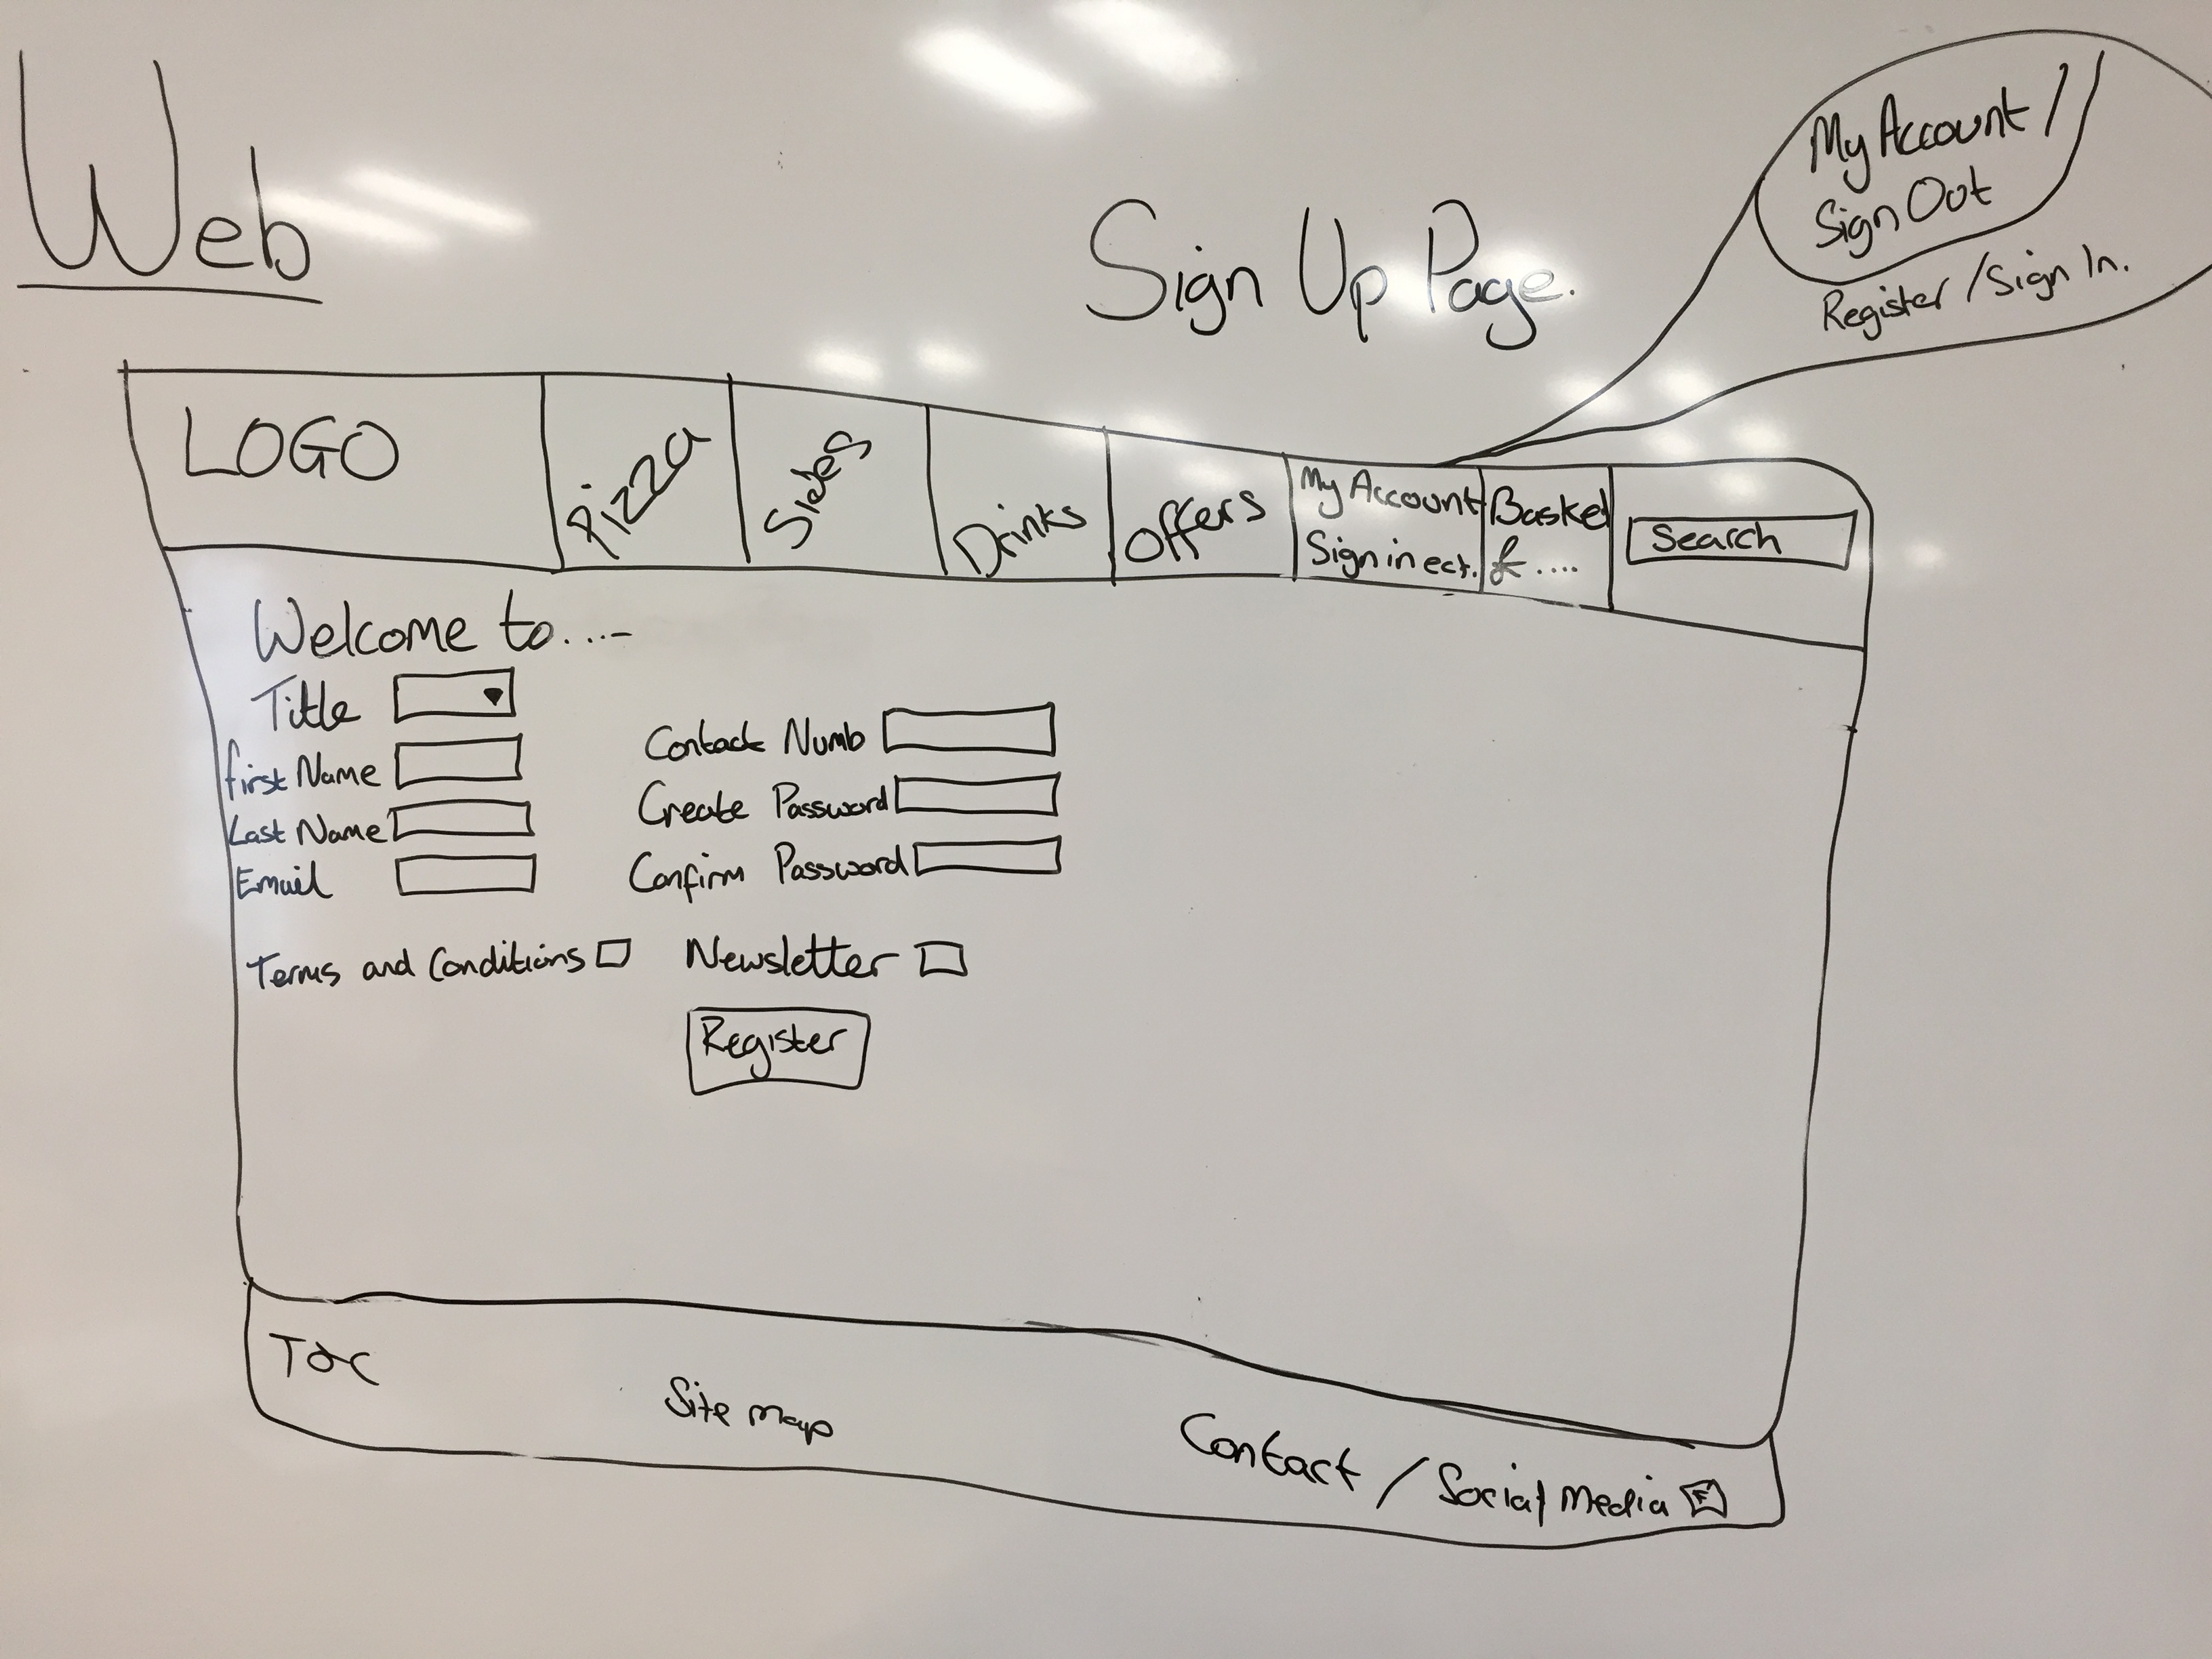 Web
Sign Up Page.
My Account /
Sign Out
Register / Sign In.
LOGO
Pizza
Sides
Drinks
Offers
My Account
Sign in ect.
Basket
& ....
Search
Welcome to....-
Title
First Name
Last Name
Email
Contact Numb
Create Password
Confirm Password
Terms and Conditions
Newsletter
Register
T&C
Site map
Contact / Social Media F